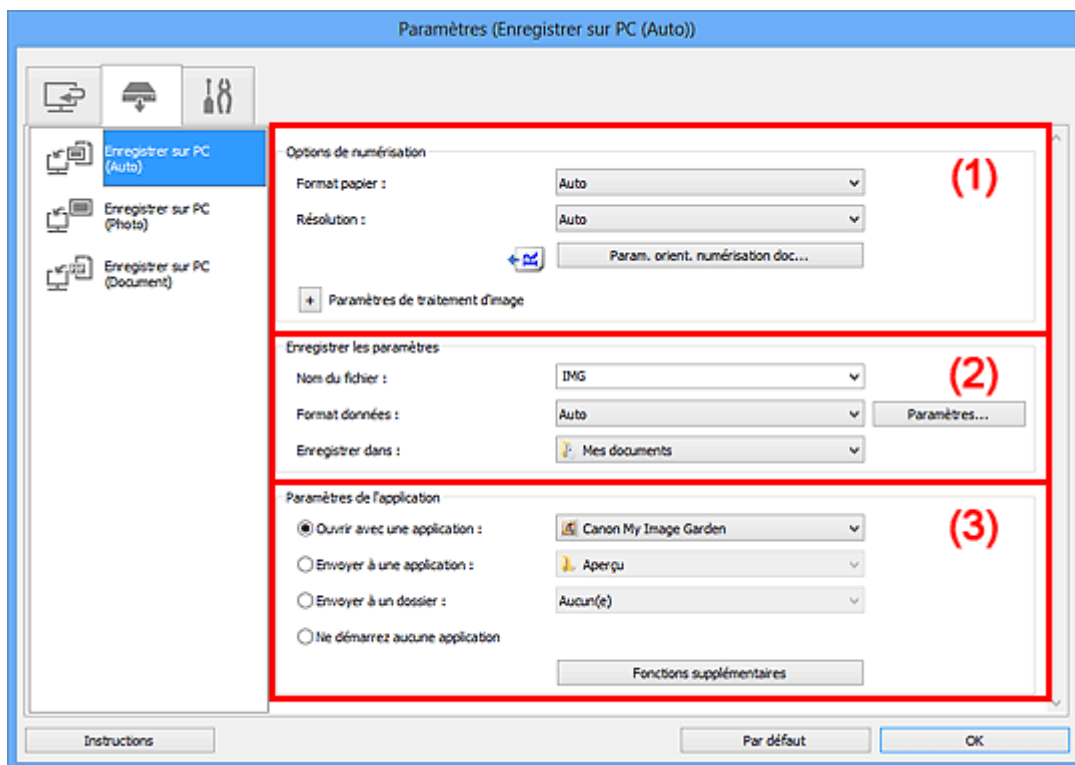 Paramètres (Enregistrer sur PC (Auto))
Enregistrer sur PC
(Auto)
Enregistrer sur PC
(Photo)
Enregistrer sur PC
(Document)
Options de numérisation
(1)
Format papier :
Auto
Résolution :
Auto
Param. orient. numérisation doc...
+ Paramètres de traitement d'image
Enregistrer les paramètres
(2)
Nom du fichier :
IMG
Format données :
Auto
Paramètres...
Enregistrer dans :
Mes documents
Paramètres de l'application
(3)
Ouvrir avec une application :
Canon My Image Garden
Envoyer à une application :
Aperçu
Envoyer à un dossier :
Aucun(e)
Ne démarrez aucune application
Fonctions supplémentaires
Instructions
Par défaut
OK